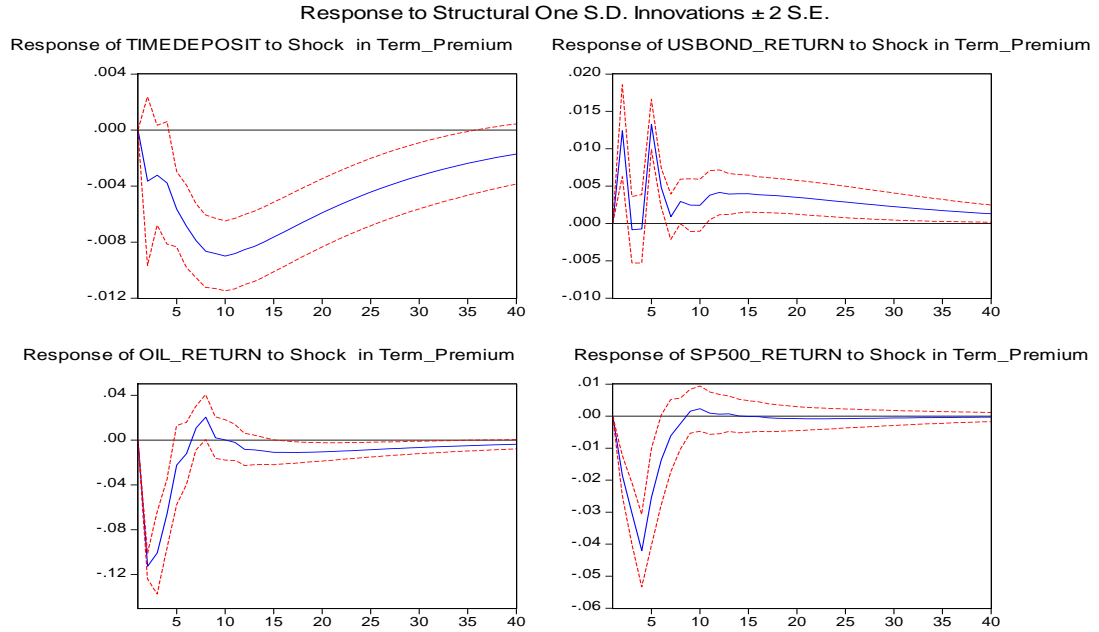 Response to Structural One S.D. Innovations ± 2 S.E.
Response of TIMEDEPOSIT to Shock in Term_Premium
.004
.000
-.004
-.008
-.012
5 10 15 20 25 30 35 40
Response of USBOND_RETURN to Shock in Term_Premium
.020
.015
.010
.005
.000
-.005
-.010
5 10 15 20 25 30 35 40
Response of OIL_RETURN to Shock in Term_Premium
.04
.00
-.04
-.08
-.12
5 10 15 20 25 30 35 40
Response of SP500_RETURN to Shock in Term_Premium
.01
.00
-.01
-.02
-.03
-.04
-.05
-.06
5 10 15 20 25 30 35 40